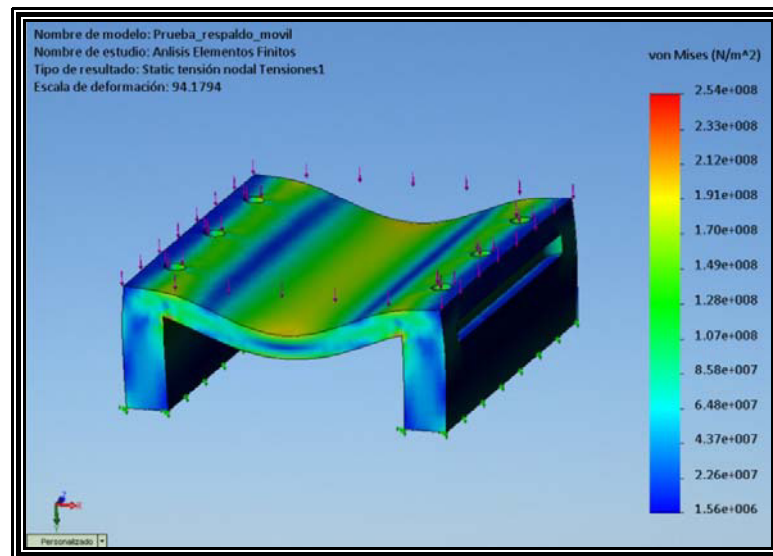 Nombre de modelo: Prueba_respaldo_movil
Nombre de estudio: Anlisis Elementos Finitos
Tipo de resultado: Static tensión nodal Tensiones1
Escala de deformación: 94.1794
von Mises (N/m^2)
2.54e+008
2.33e+008
2.12e+008
1.91e+008
1.70e+008
1.49e+008
1.28e+008
1.07e+008
8.58e+007
6.48e+007
4.37e+007
2.26e+007
1.56e+006
Personalizado